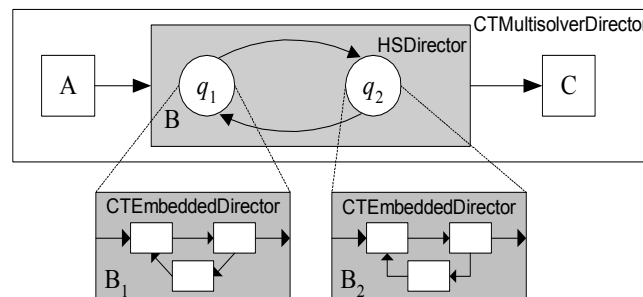 CTMultisolverDirector
HSDirector
A
q1
q2
C
B
CTEmbeddedDirector
CTEmbeddedDirector
B1
B2